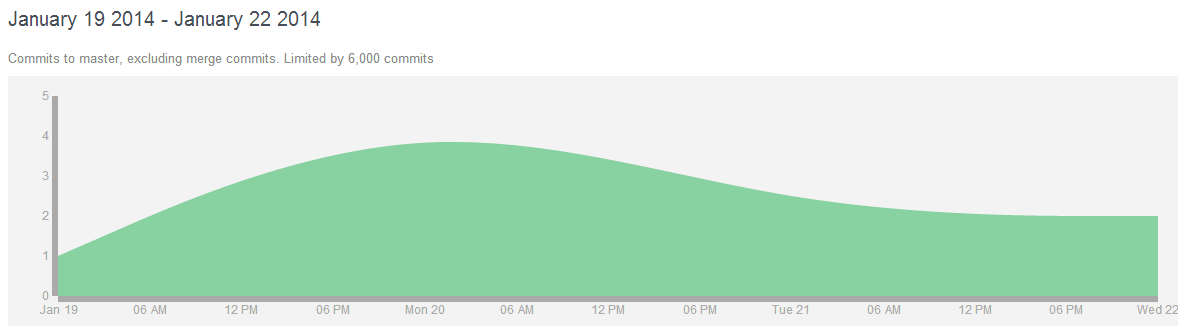 January 19 2014 - January 22 2014
Commits to master, excluding merge commits. Limited by 6,000 commits
5
4
3
2
1
0
Jan 19 06 AM 12 PM 06 PM Mon 20 06 AM 12 PM 06 PM Tue 21 06 AM 12 PM 06 PM Wed 22